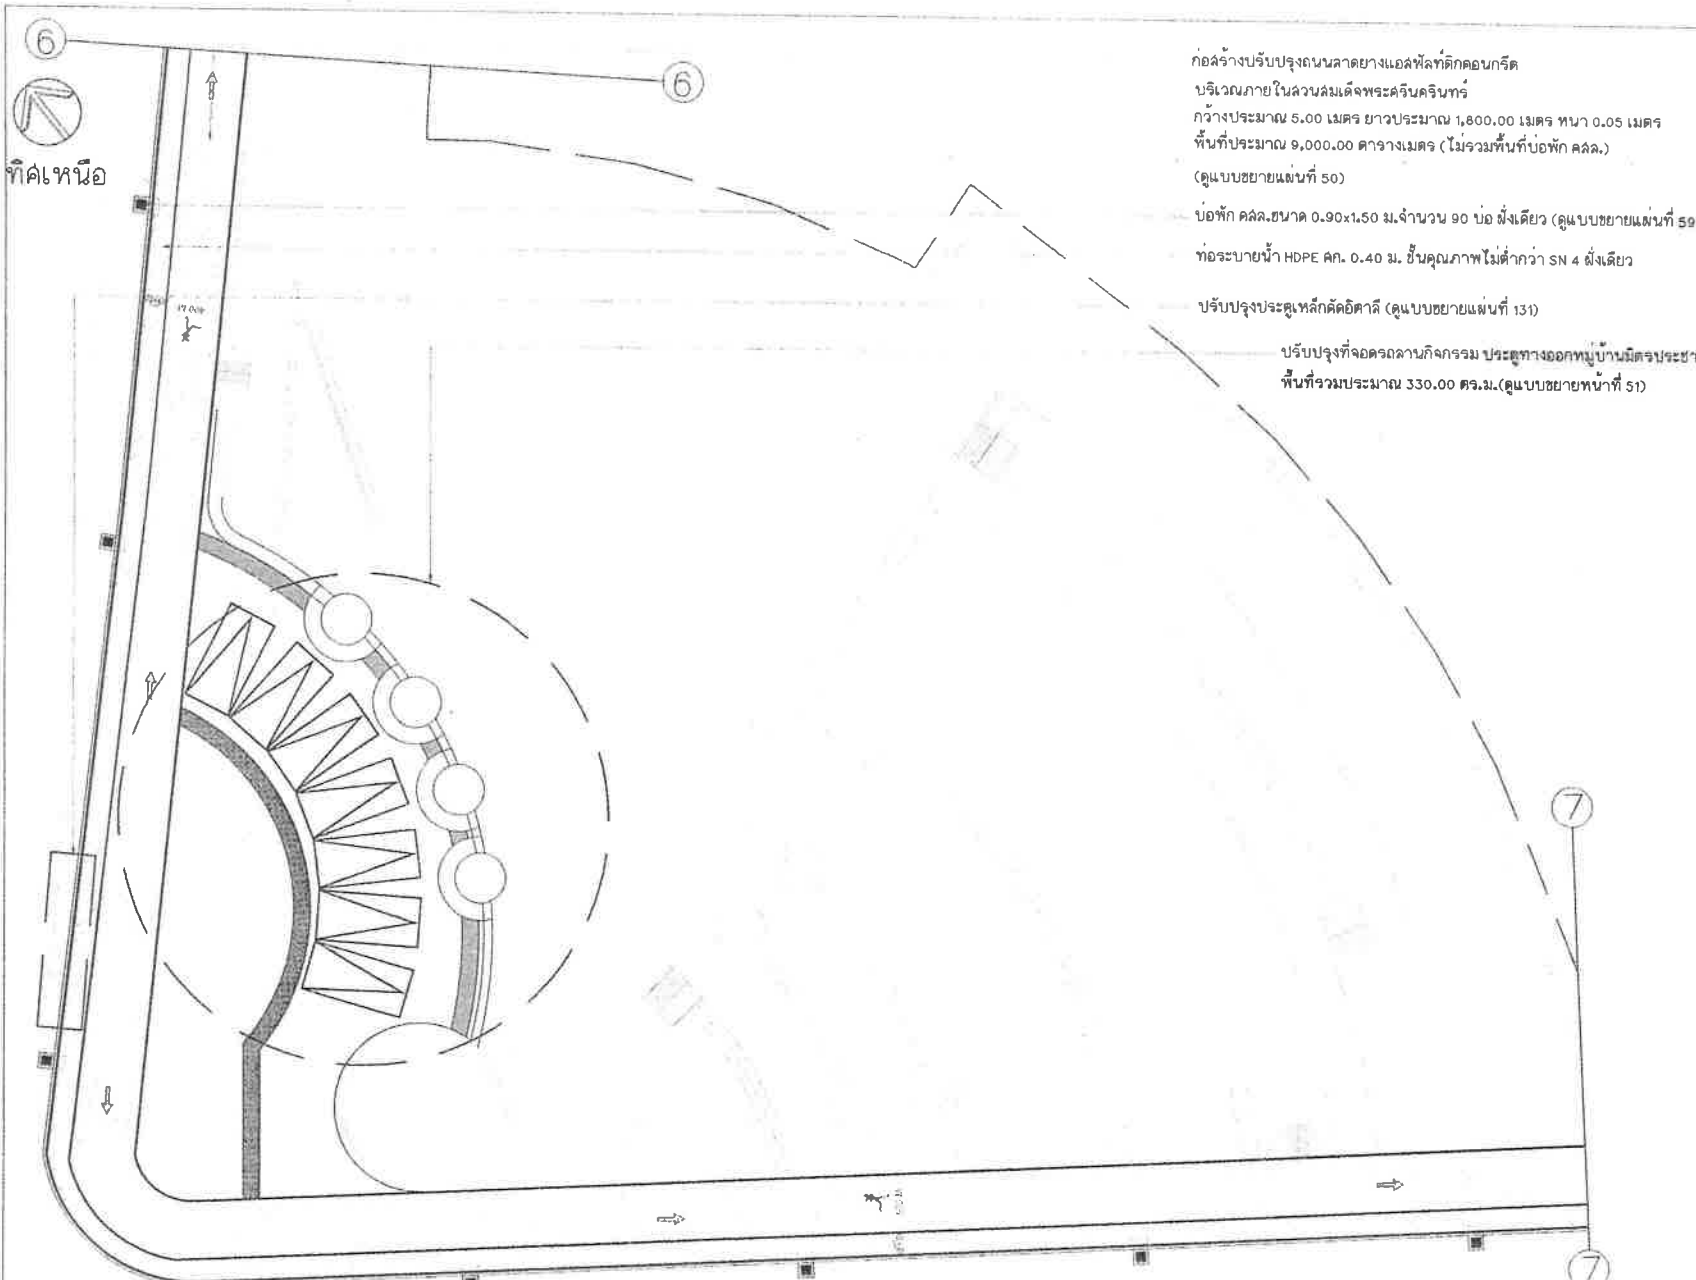 6
6
ทิศเหนือ
ก่อสร้างปรับปรุงถนนลาดยางแอสฟัลท์ติกคอนกรีต
บริเวณภายในสวนสมเด็จพระศรีนครินทร์
กว้างประมาณ 5.00 เมตร ยาวประมาณ 1,800.00 เมตร หนา 0.05 เมตร
พื้นที่ประมาณ 9,000.00 ตารางเมตร (ไม่รวมพื้นที่บ่อพัก คสล.)
(ดูแบบขยายแผ่นที่ 50)
บ่อพัก คสล.ขนาด 0.90x1.50 ม.จำนวน 90 บ่อ ฝั่งเดียว (ดูแบบขยายแผ่นที่ 59
ท่อระบายน้ำ HDPE ศก. 0.40 ม. ชั้นคุณภาพไม่ต่ำกว่า SN 4 ฝั่งเดียว
ปรับปรุงประตูเหล็กดัดอิตาลี (ดูแบบขยายแผ่นที่ 131)
ปรับปรุงที่จอดรถลานกิจกรรม ประตูทางออกหมู่บ้านมิตรประชา
พื้นที่รวมประมาณ 330.00 ตร.ม.(ดูแบบขยายหน้าที่ 51)
7
7